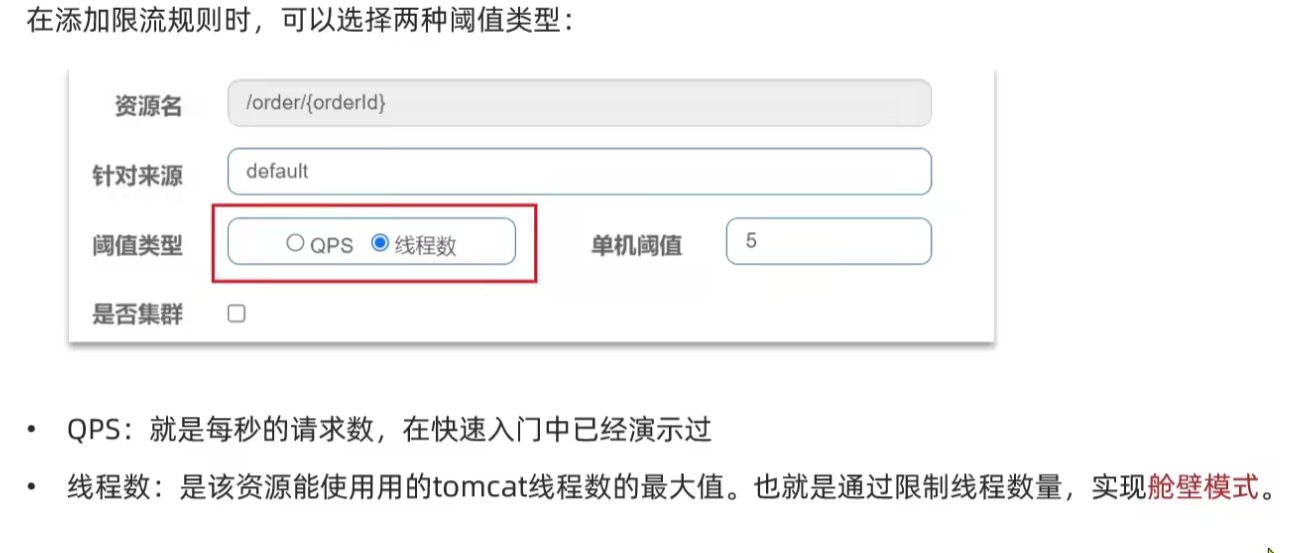 在添加限流规则时，可以选择两种阈值类型：
资源名 /order/{orderId}
针对来源 default
阈值类型 QPS 线程数 单机阈值 5
是否集群
• QPS：就是每秒的请求数，在快速入门中已经演示过
• 线程数：是该资源能使用用的tomcat线程数的最大值。也就是通过限制线程数量，实现舱壁模式。